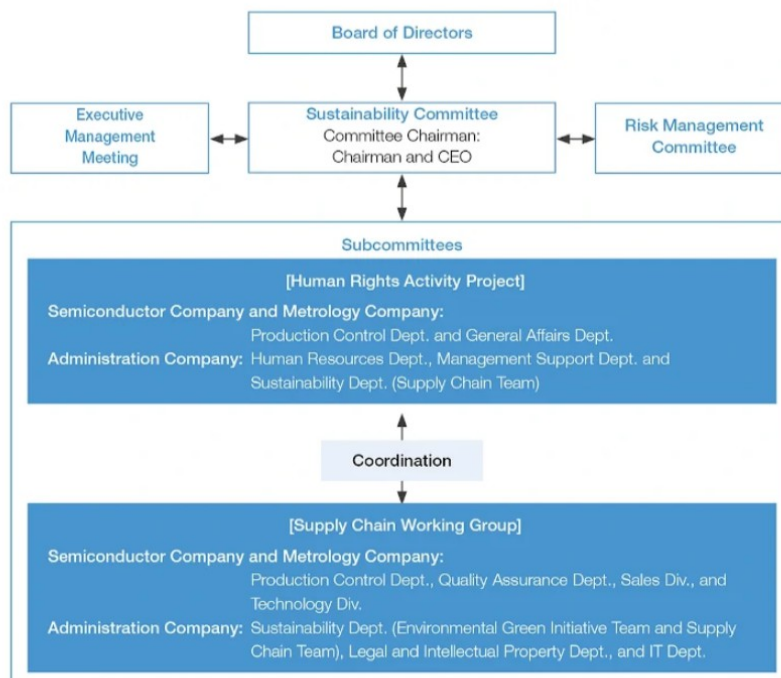 Board of Directors
Executive
Management
Meeting
Sustainability Committee
Committee Chairman:
Chairman and CEO
Risk Management
Committee
Subcommittees
[Human Rights Activity Project]
Semiconductor Company and Metrology Company:
Production Control Dept. and General Affairs Dept.
Administration Company: Human Resources Dept., Management Support Dept. and
Sustainability Dept. (Supply Chain Team)
Coordination
[Supply Chain Working Group]
Semiconductor Company and Metrology Company:
Production Control Dept., Quality Assurance Dept., Sales Div., and
Technology Div.
Administration Company: Sustainability Dept. (Environmental Green Initiative Team and Supply
Chain Team), Legal and Intellectual Property Dept., and IT Dept.